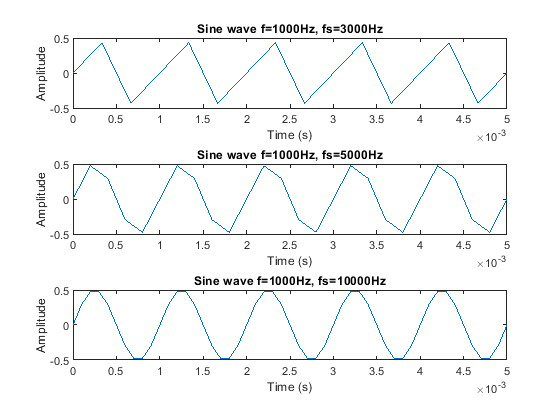 Sine wave f=1000Hz, fs=3000Hz
0.5
0
-0.5
Amplitude
0 0.5 1 1.5 2 2.5 3 3.5 4 4.5 5
Time (s)
×10⁻³
Sine wave f=1000Hz, fs=5000Hz
0.5
0
-0.5
Amplitude
0 0.5 1 1.5 2 2.5 3 3.5 4 4.5 5
Time (s)
×10⁻³
Sine wave f=1000Hz, fs=10000Hz
0.5
0
-0.5
Amplitude
0 0.5 1 1.5 2 2.5 3 3.5 4 4.5 5
Time (s)
×10⁻³